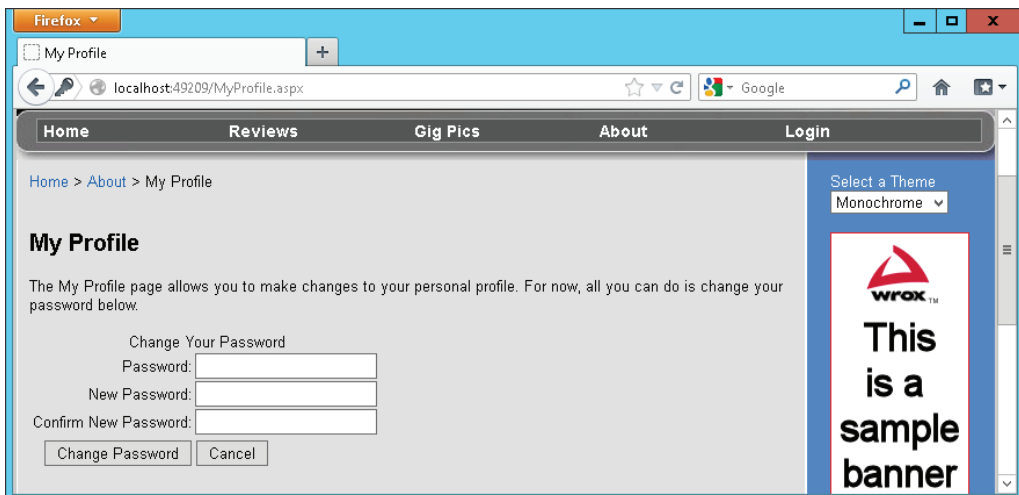 Firefox
My Profile
localhost:49209/MyProfile.aspx
Google
Home Reviews Gig Pics About Login
Home > About > My Profile
Select a Theme
Monochrome
My Profile
The My Profile page allows you to make changes to your personal profile. For now, all you can do is change your
password below.
Change Your Password
Password:
New Password:
Confirm New Password:
Change Password Cancel
wrox TM
This
is a
sample
banner